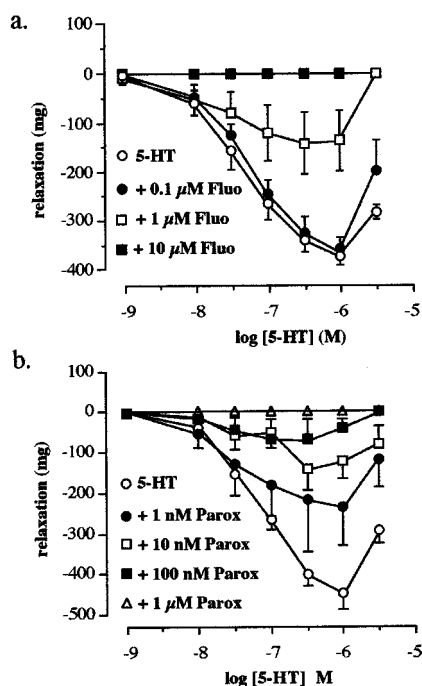 a.
100
0
-100
-200
-300
-400
relaxation (mg)
5-HT
+ 0.1 µM Fluo
+ 1 µM Fluo
+ 10 µM Fluo
-9 -8 -7 -6 -5
log [5-HT] (M)
b.
100
0
-100
-200
-300
-400
-500
relaxation (mg)
5-HT
+ 1 nM Parox
+ 10 nM Parox
+ 100 nM Parox
+ 1 µM Parox
-9 -8 -7 -6 -5
log [5-HT] M